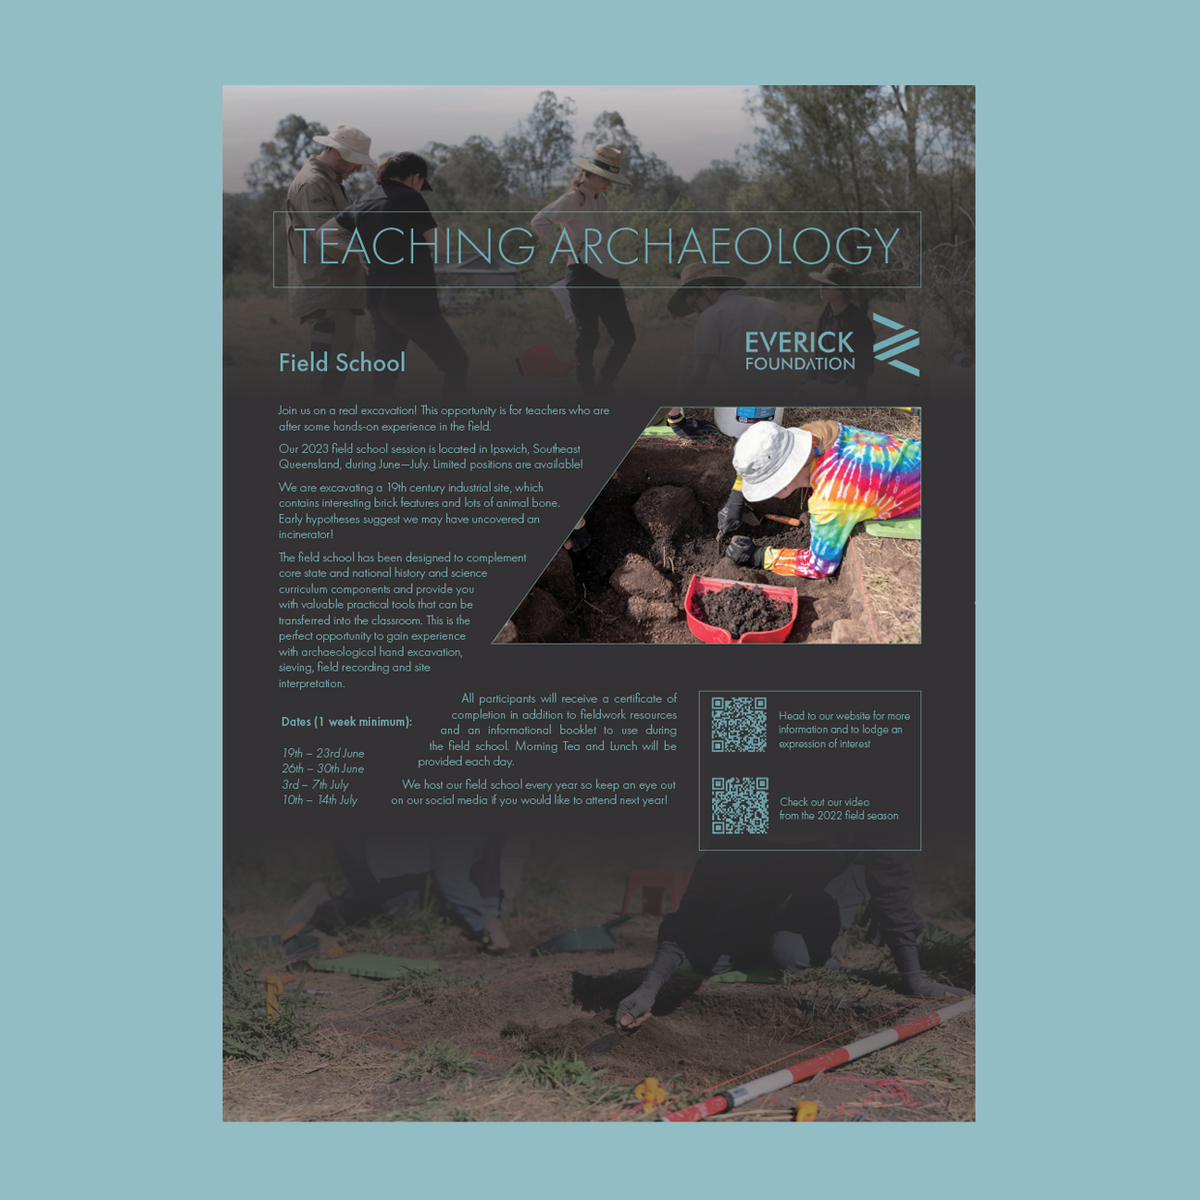 TEACHING ARCHAEOLOGY
EVERICK
FOUNDATION
Field School
Join us on a real excavation! This opportunity is for teachers who are
after some hands-on experience in the field.
Our 2023 field school session is located in Ipswich, Southeast
Queensland, during June—July. Limited positions are available!
We are excavating a 19th century industrial site, which
contains interesting brick features and lots of animal bone.
Early hypotheses suggest we may have uncovered an
incinerator!
The field school has been designed to complement
core state and national history and science
curriculum components and provide you
with valuable practical tools that can be
transferred into the classroom. This is the
perfect opportunity to gain experience
with archaeological hand excavation,
sieving, field recording and site
interpretation.
Dates (1 week minimum):
19th – 23rd June
26th – 30th June
3rd – 7th July
10th – 14th July
All participants will receive a certificate of
completion in addition to fieldwork resources
and an informational booklet to use during
the field school. Morning Tea and Lunch will be
provided each day.
We host our field school every year so keep an eye out
on our social media if you would like to attend next year!
Head to our website for more
information and to lodge an
expression of interest
Check out our video
from the 2022 field season